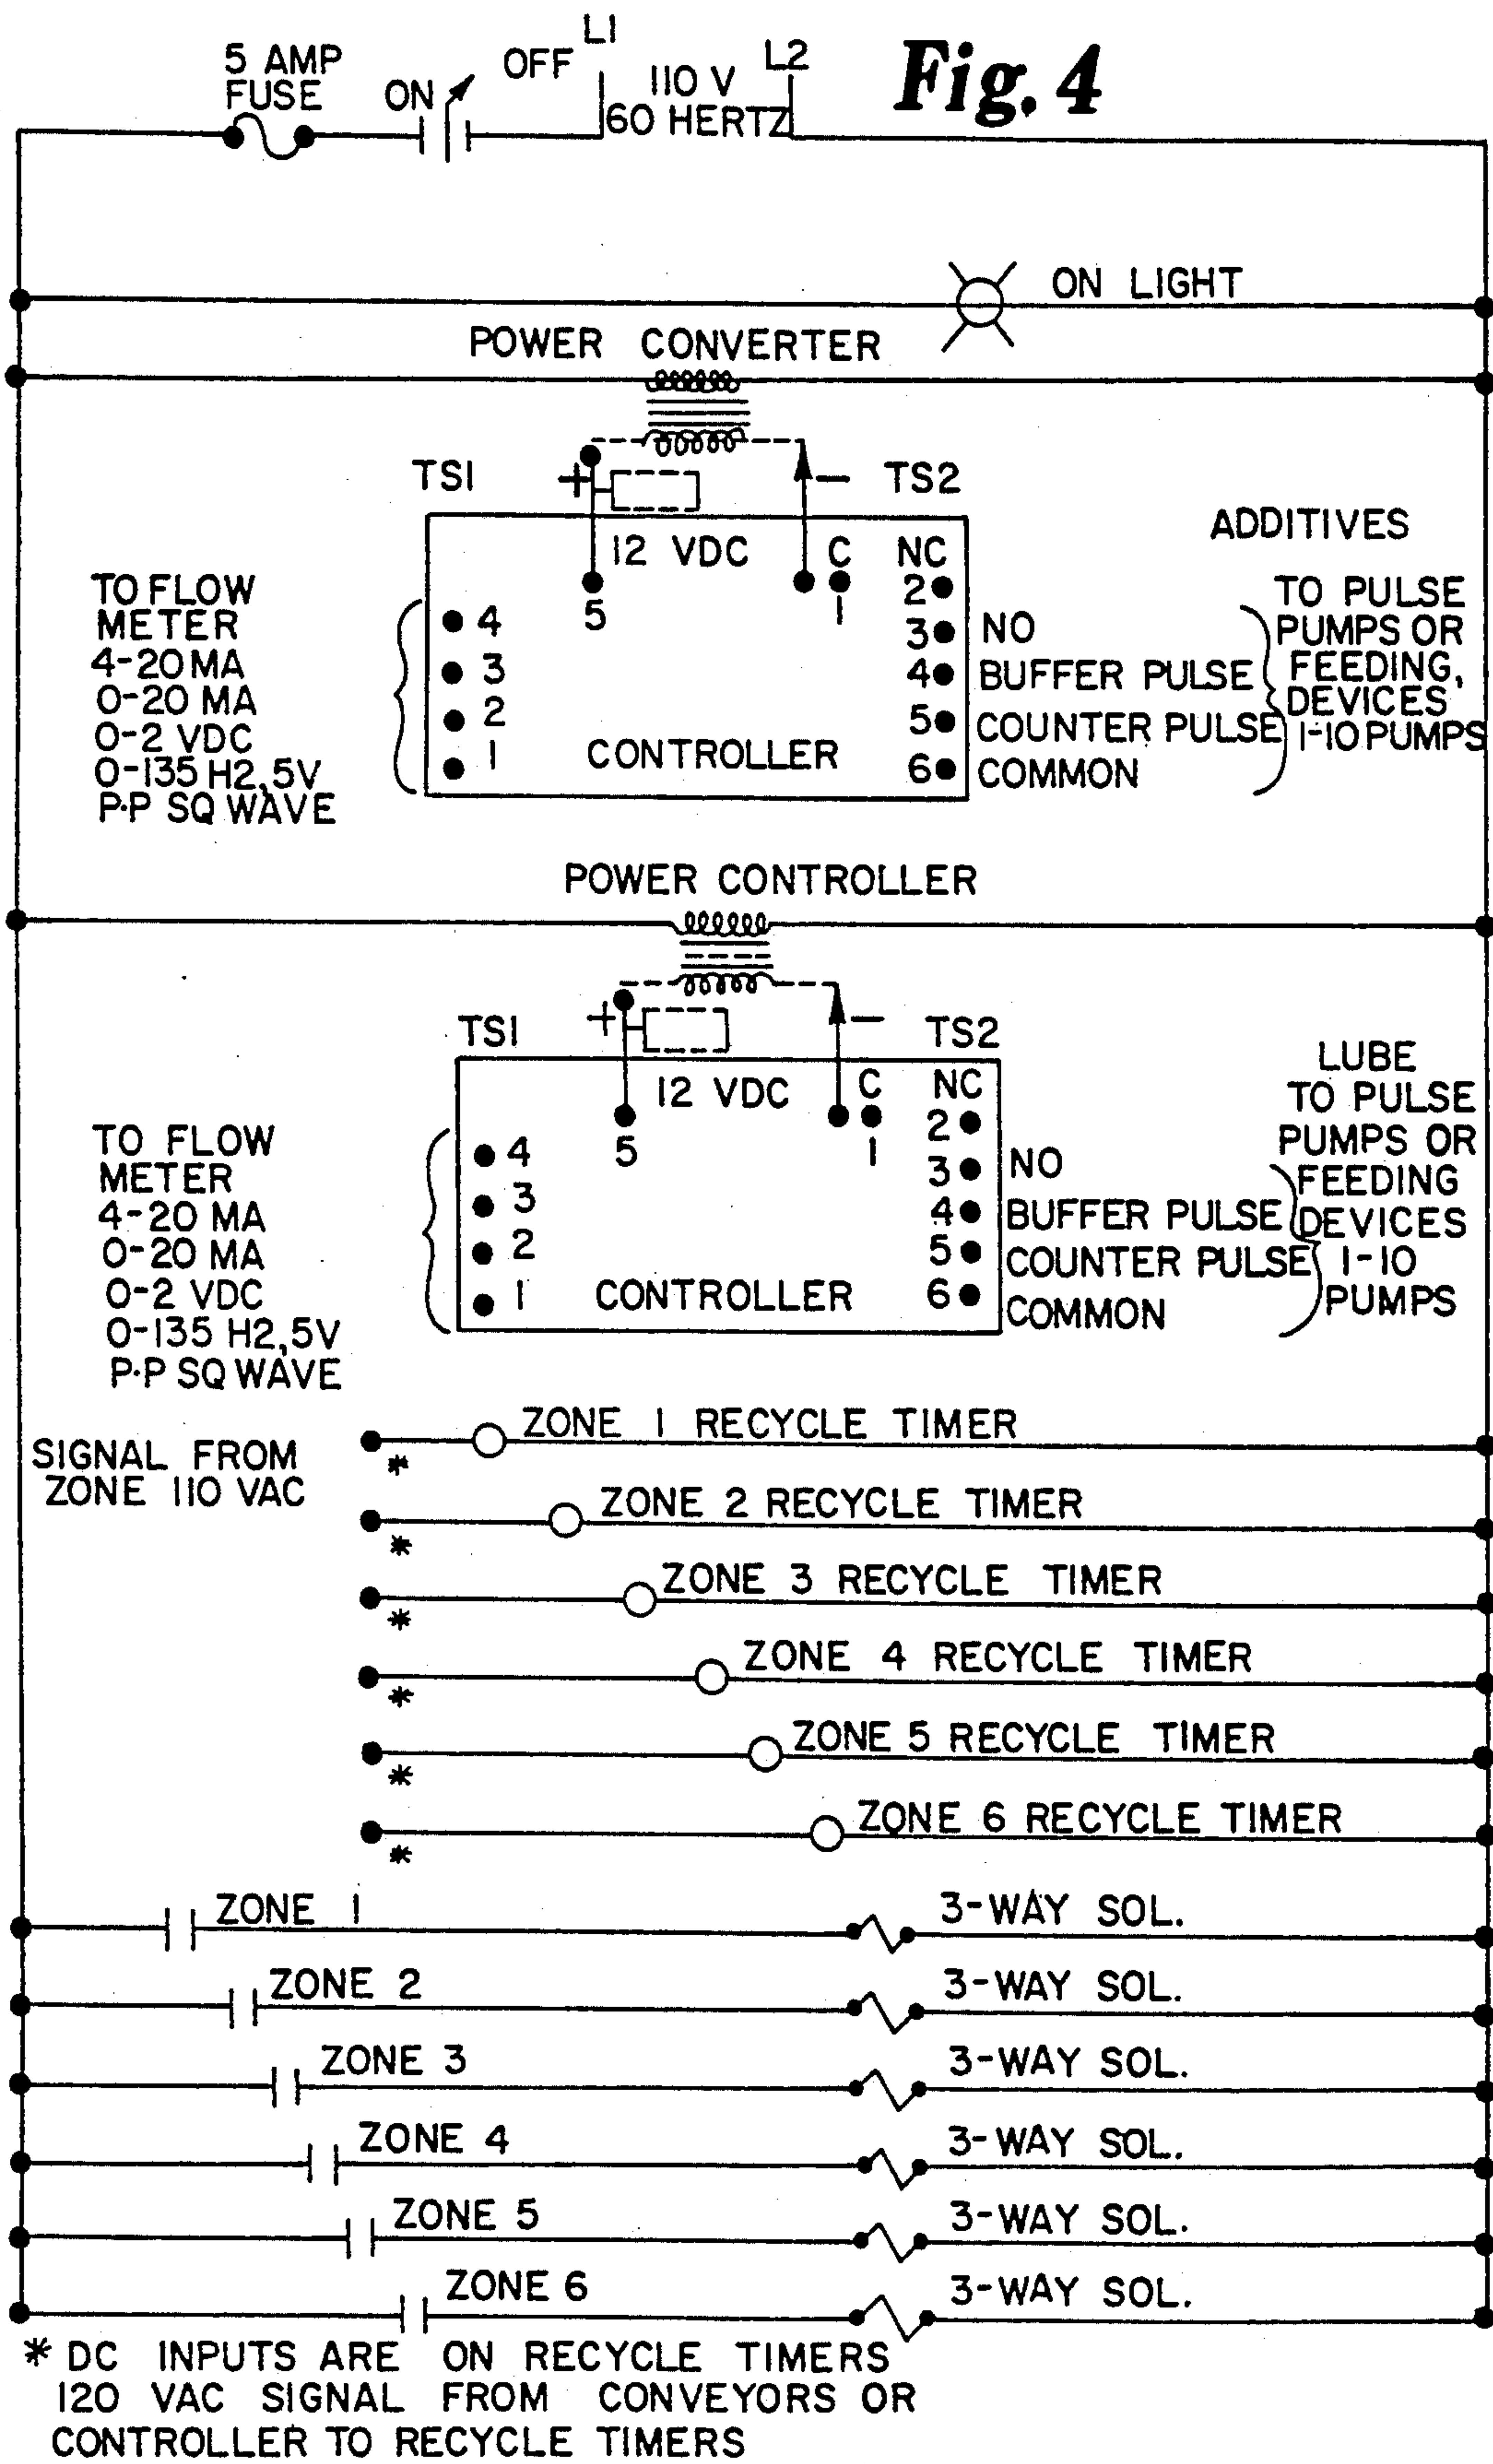 Fig. 4
5 AMP
FUSE
ON
OFF
L1
110 V
60 HERTZ
L2
ON LIGHT
POWER CONVERTER
TS1
+
−
TS2
12 VDC
C
NC
5
1
4
3
2
1
2
3
4
5
6
CONTROLLER
NO
BUFFER PULSE
COUNTER PULSE
COMMON
TO FLOW
METER
4-20 MA
0-20 MA
0-2 VDC
0-135 H2,5V
P.P SQ WAVE
ADDITIVES
TO PULSE
PUMPS OR
FEEDING,
DEVICES
1-10 PUMPS
POWER CONTROLLER
TS1
+
−
TS2
12 VDC
C
NC
5
1
4
3
2
1
2
3
4
5
6
CONTROLLER
NO
BUFFER PULSE
COUNTER PULSE
COMMON
TO FLOW
METER
4-20 MA
0-20 MA
0-2 VDC
0-135 H2,5V
P.P SQ WAVE
LUBE
TO PULSE
PUMPS OR
FEEDING
DEVICES
1-10
PUMPS
SIGNAL FROM
ZONE 110 VAC
* ZONE 1 RECYCLE TIMER
* ZONE 2 RECYCLE TIMER
* ZONE 3 RECYCLE TIMER
* ZONE 4 RECYCLE TIMER
* ZONE 5 RECYCLE TIMER
* ZONE 6 RECYCLE TIMER
ZONE 1 3-WAY SOL.
ZONE 2 3-WAY SOL.
ZONE 3 3-WAY SOL.
ZONE 4 3-WAY SOL.
ZONE 5 3-WAY SOL.
ZONE 6 3-WAY SOL.
* DC INPUTS ARE ON RECYCLE TIMERS
120 VAC SIGNAL FROM CONVEYORS OR
CONTROLLER TO RECYCLE TIMERS